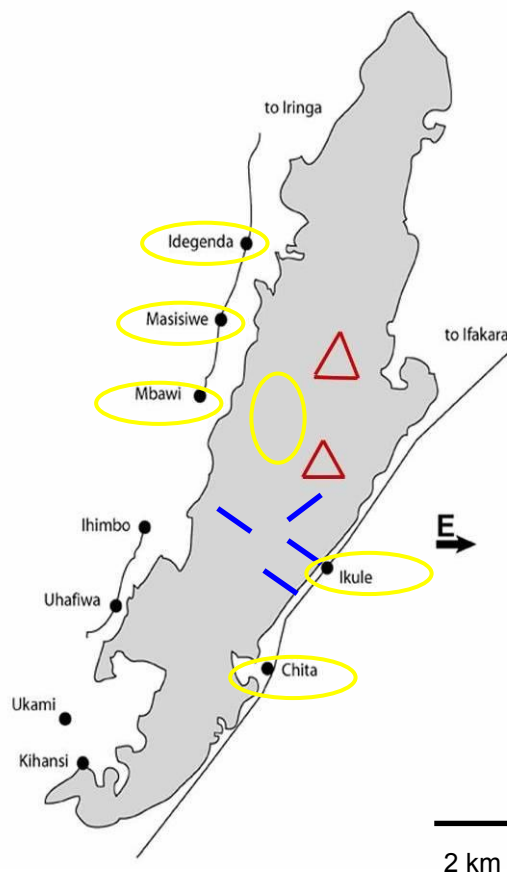 to Iringa
Idegenda
Masisiwe
to Ifakara
Mbawi
Ihimbo
E
Ikule
Uhafiwa
Chita
Ukami
Kihansi
2 km